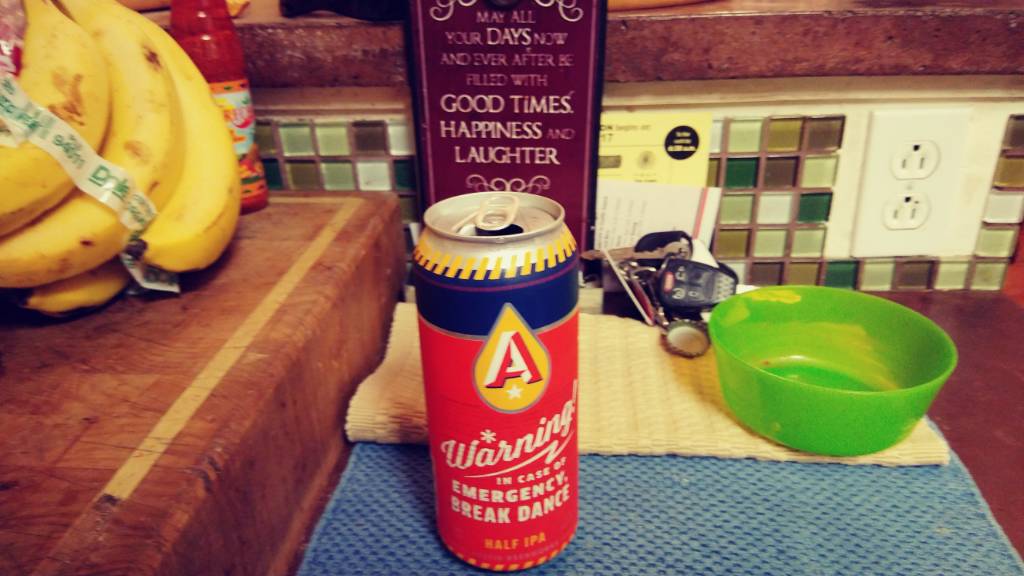 MAY ALL
YOUR DAYS NOW
AND EVER AFTER BE
FILLED WITH
GOOD TIMES,
HAPPINESS AND
LAUGHTER
A
Warning!
IN CASE OF
EMERGENCY,
BREAK DANCE
HALF IPA